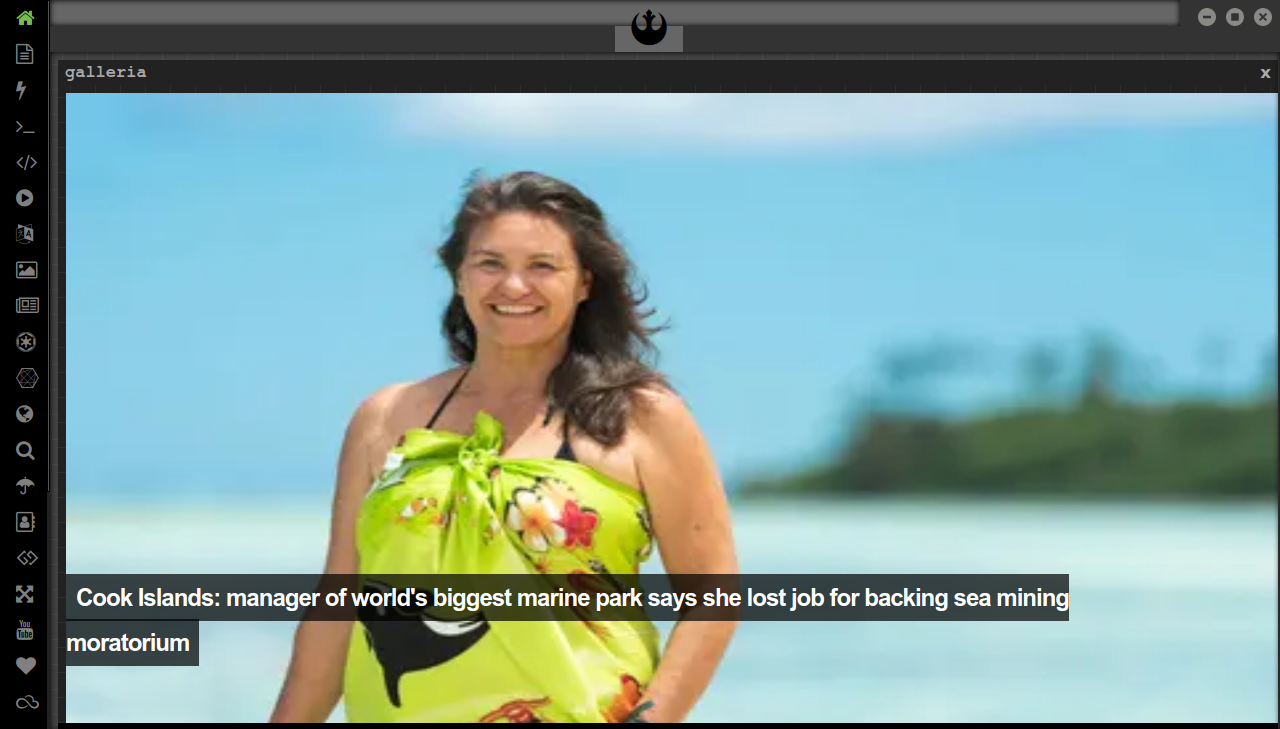 galleria
x
Cook Islands: manager of world's biggest marine park says she lost job for backing sea mining
moratorium
You
Tube